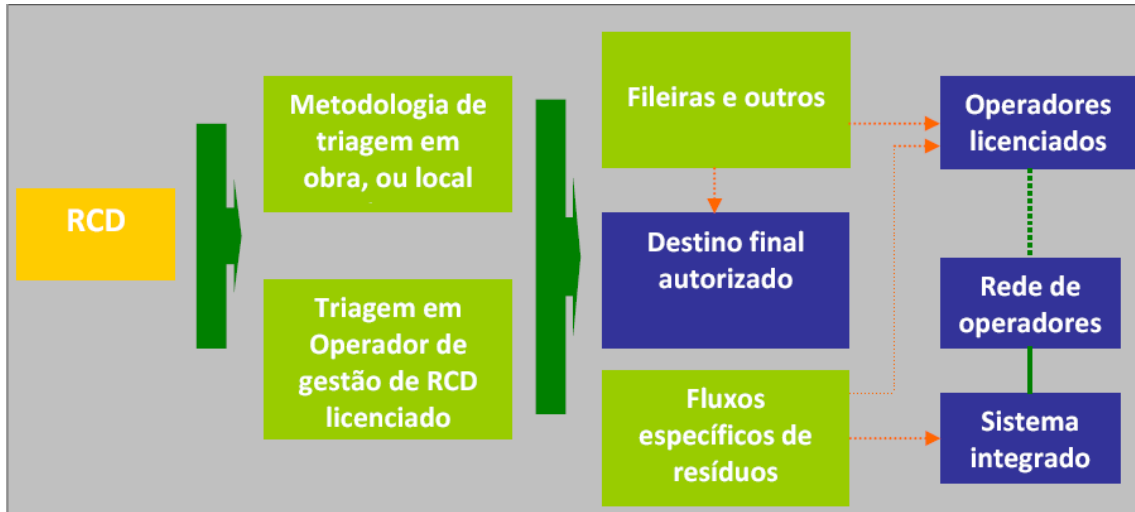 RCD
Metodologia de
triagem em
obra, ou local
Triagem em
Operador de
gestão de RCD
licenciado
Fileiras e outros
Destino final
autorizado
Fluxos
específicos de
resíduos
Operadores
licenciados
Rede de
operadores
Sistema
integrado